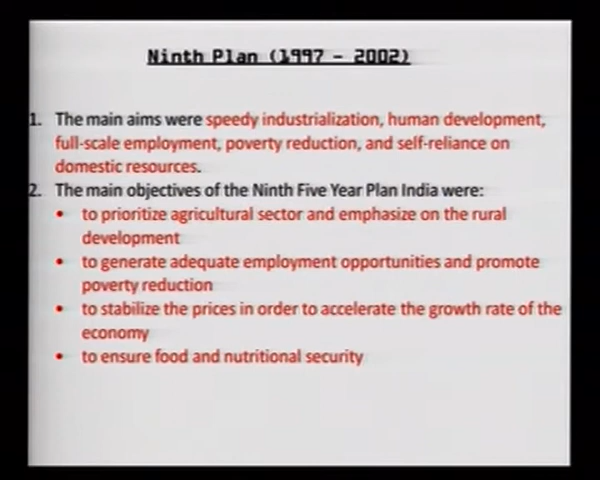 Ninth Plan (1997 - 2002)
1. The main aims were speedy industrialization, human development,
full-scale employment, poverty reduction, and self-reliance on
domestic resources.
2. The main objectives of the Ninth Five Year Plan India were:
• to prioritize agricultural sector and emphasize on the rural
development
• to generate adequate employment opportunities and promote
poverty reduction
• to stabilize the prices in order to accelerate the growth rate of the
economy
• to ensure food and nutritional security